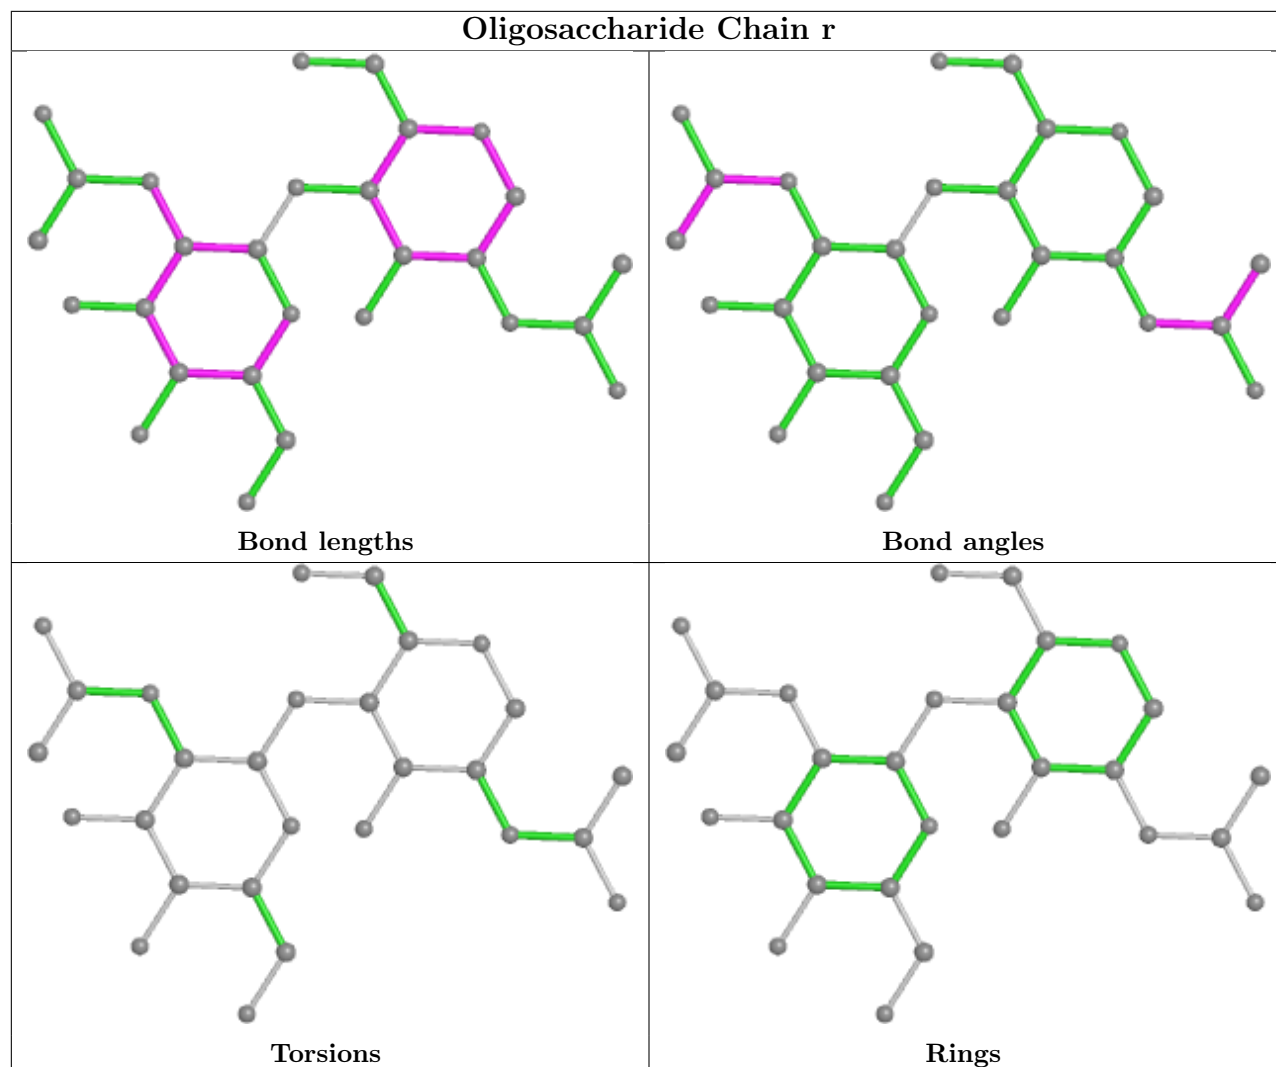 Oligosaccharide Chain r
Bond lengths
Bond angles
Torsions
Rings